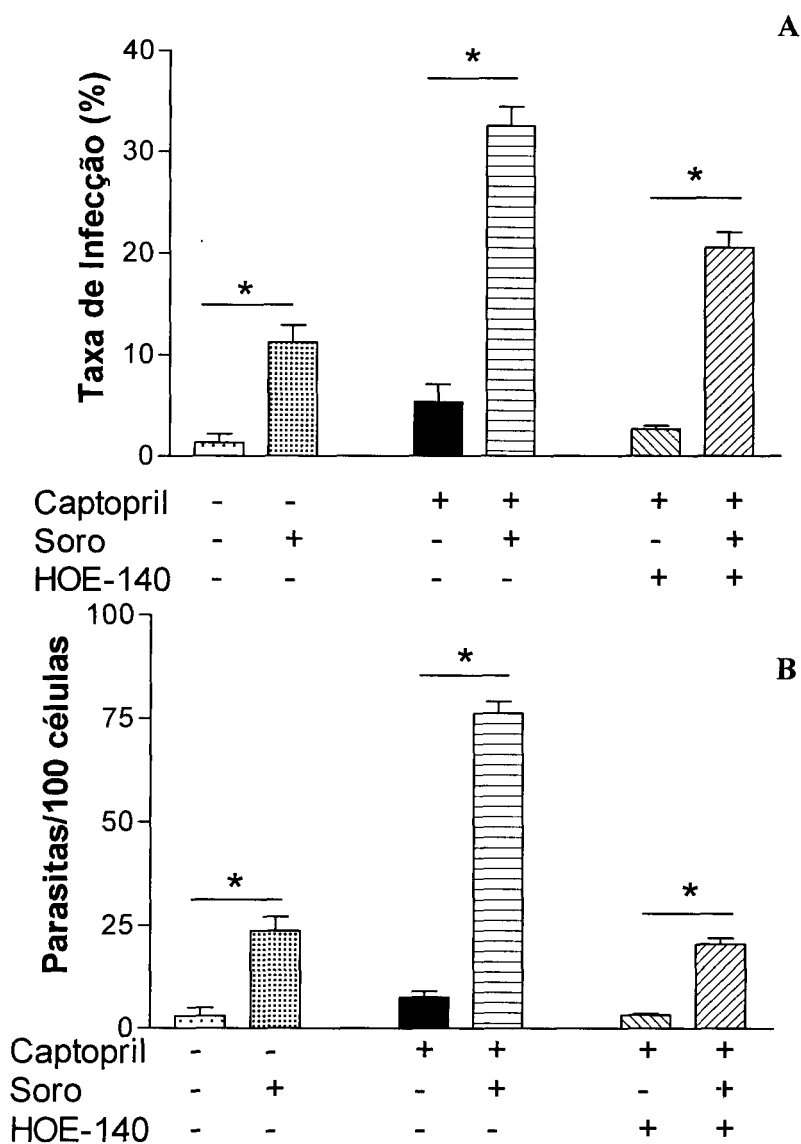 A
40
30
20
10
0
Taxa de Infecção (%)
* * *
Captopril - - + + + +
Soro - + - + - +
HOE-140 - - - - + +
B
100
75
50
25
0
Parasitas/100 células
* * *
Captopril - - + + + +
Soro - + - + - +
HOE-140 - - - - + +